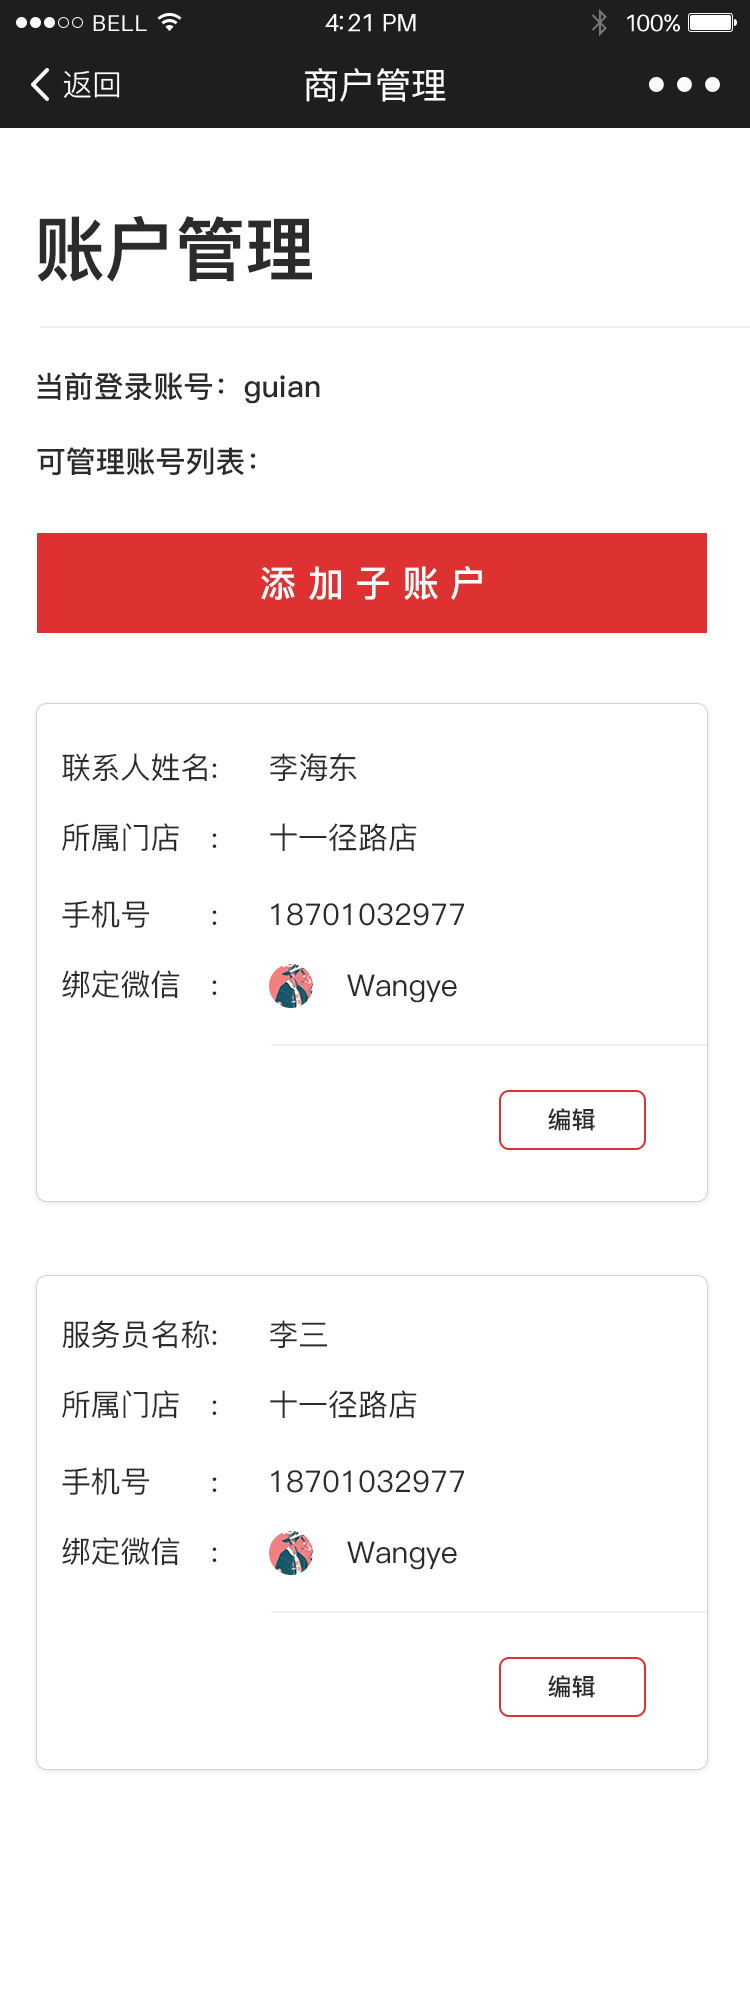 BELL 4:21 PM 100%
返回 商户管理
账户管理
当前登录账号：guian
可管理账号列表：
添加子账户
联系人姓名: 李海东
所属门店 : 十一径路店
手机号 : 18701032977
绑定微信 : Wangye
编辑
服务员名称: 李三
所属门店 : 十一径路店
手机号 : 18701032977
绑定微信 : Wangye
编辑